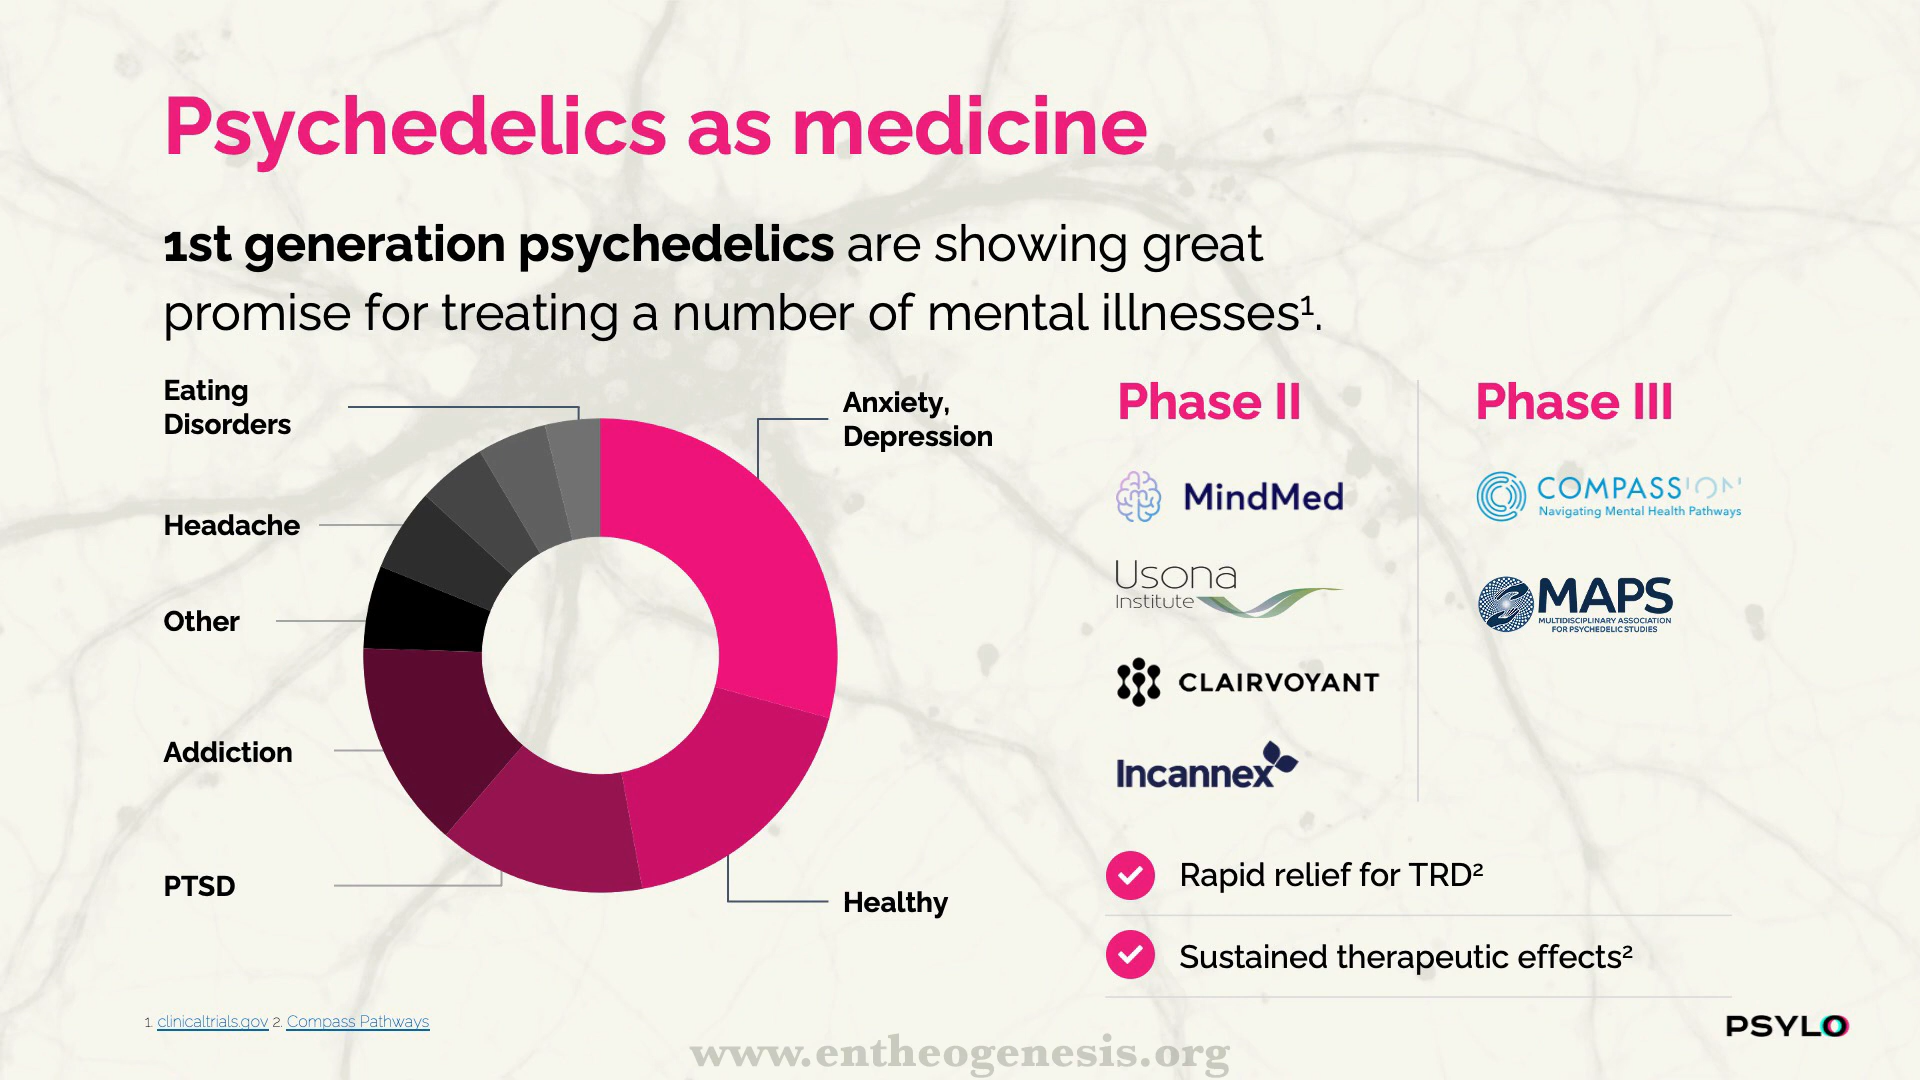 Psychedelics as medicine
1st generation psychedelics are showing great
promise for treating a number of mental illnesses¹.
Eating
Disorders
Headache
Other
Addiction
PTSD
Anxiety,
Depression
Healthy
Phase II
MindMed
Usona
Institute
CLAIRVOYANT
Incannex
Phase III
COMPASSION
Navigating Mental Health Pathways
MAPS
MULTIDISCIPLINARY ASSOCIATION
FOR PSYCHEDELIC STUDIES
Rapid relief for TRD²
Sustained therapeutic effects²
1. clinicaltrials.gov 2. Compass Pathways
PSYLO
www.entheogenesis.org